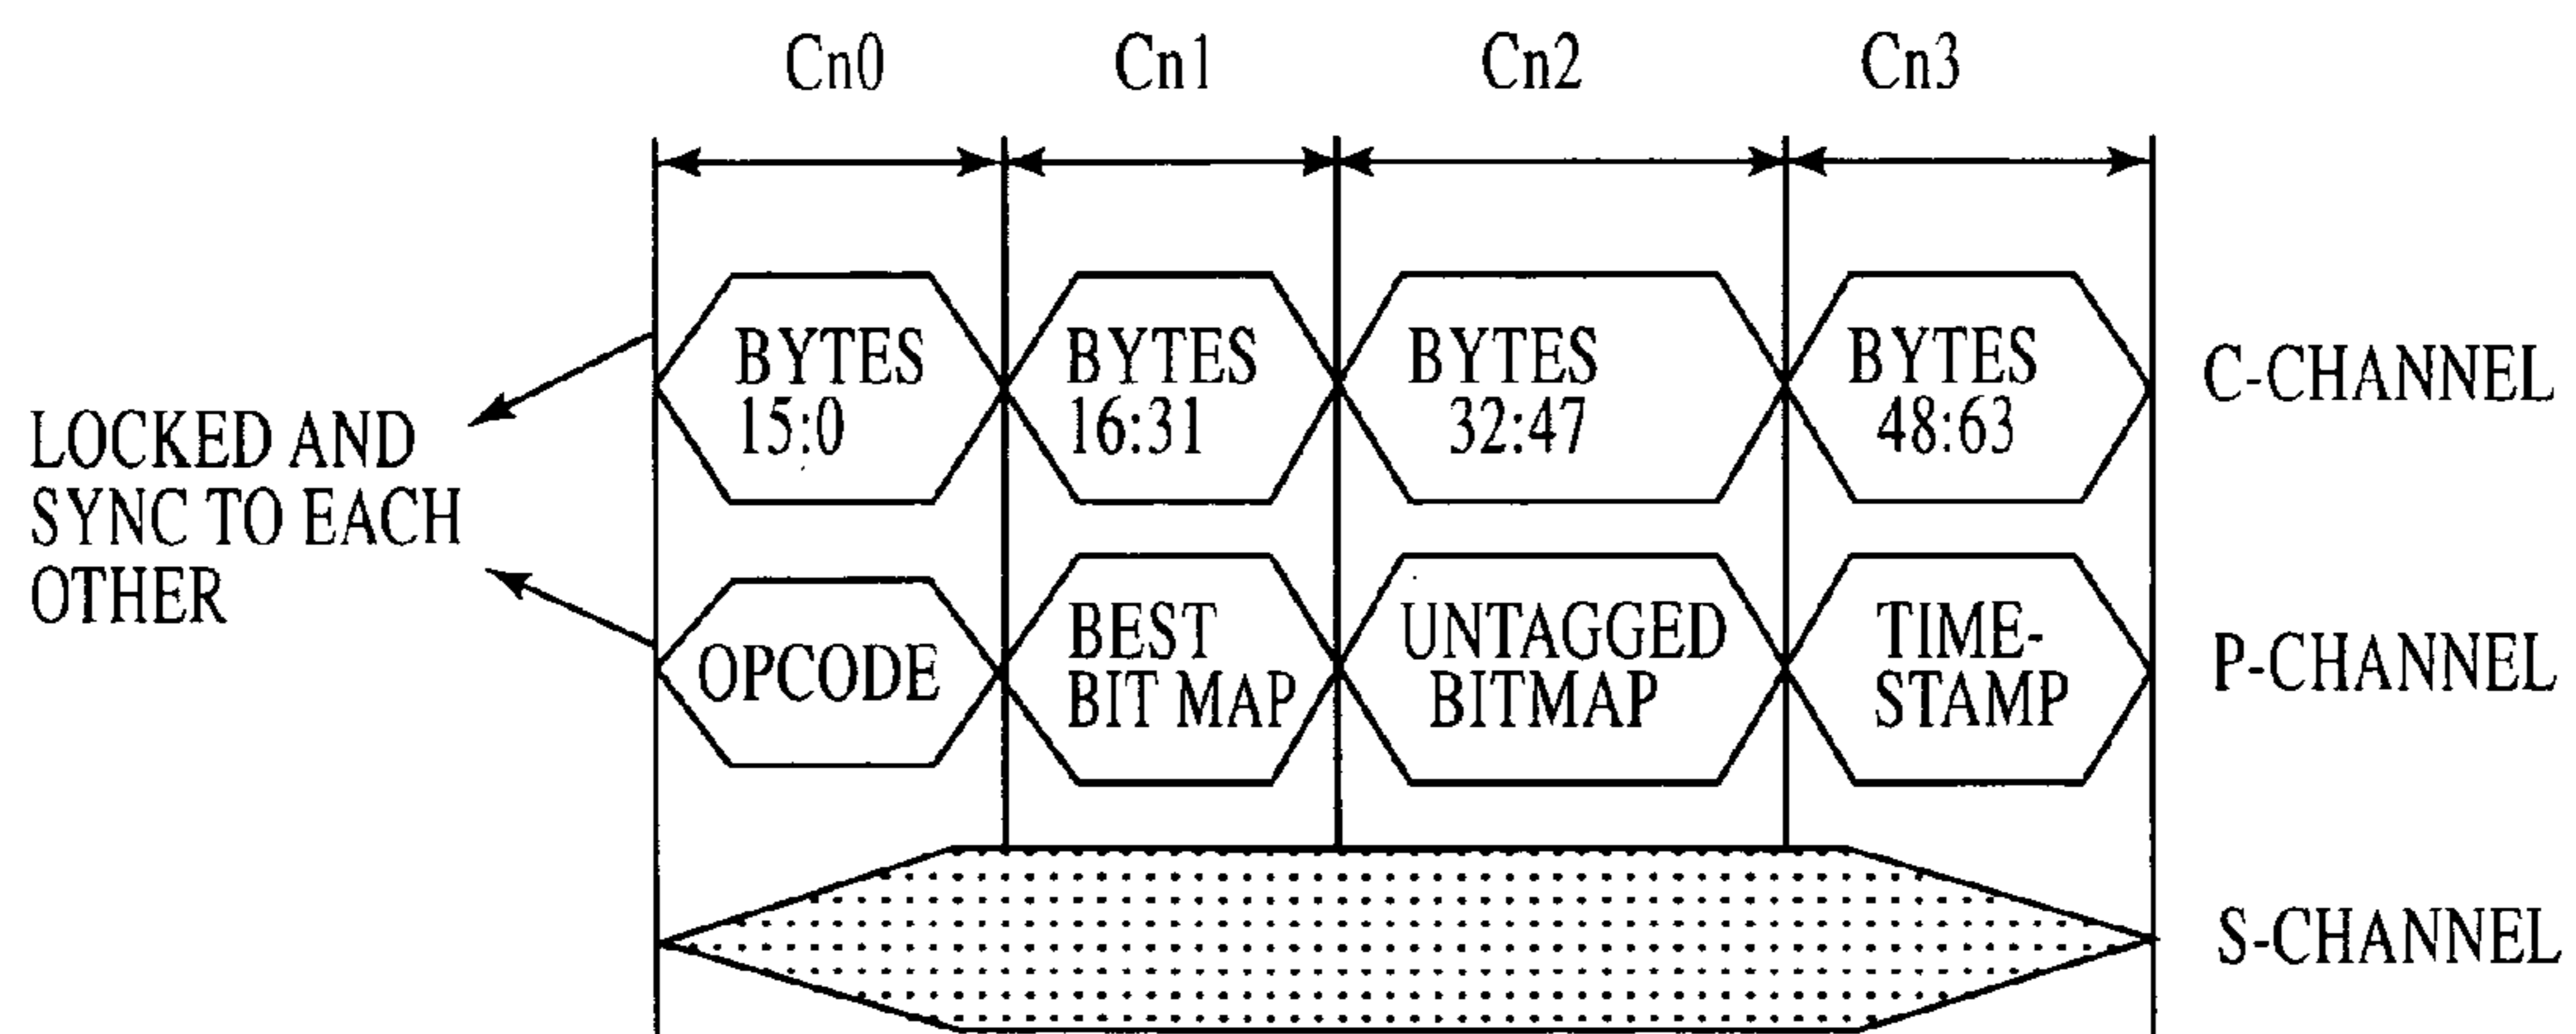 Cn0 Cn1 Cn2 Cn3
BYTES
15:0
BYTES
16:31
BYTES
32:47
BYTES
48:63
C-CHANNEL
LOCKED AND
SYNC TO EACH
OTHER
OPCODE
BEST
BIT MAP
UNTAGGED
BITMAP
TIME-
STAMP
P-CHANNEL
S-CHANNEL